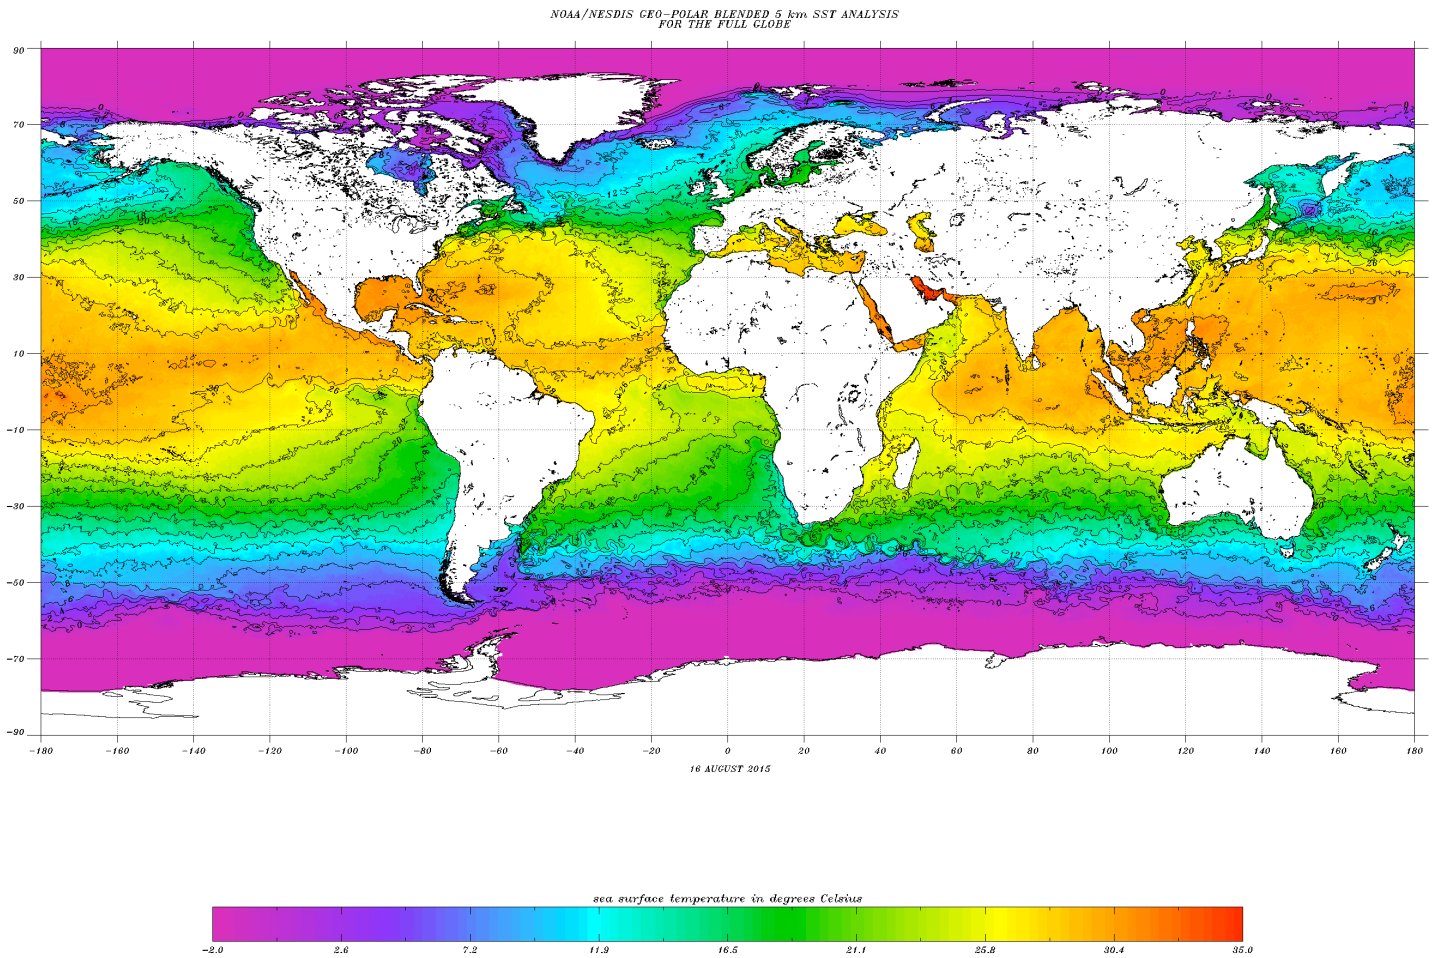 NOAA/NESDIS GEO-POLAR BLENDED 5 km SST ANALYSIS
FOR THE FULL GLOBE
90
70
50
30
10
-10
-30
-50
-70
-90
-180 -160 -140 -120 -100 -80 -60 -40 -20 0 20 40 60 80 100 120 140 160 180
16 AUGUST 2015
sea surface temperature in degrees Celsius
-2.0 2.6 7.2 11.9 16.5 21.1 25.8 30.4 35.0